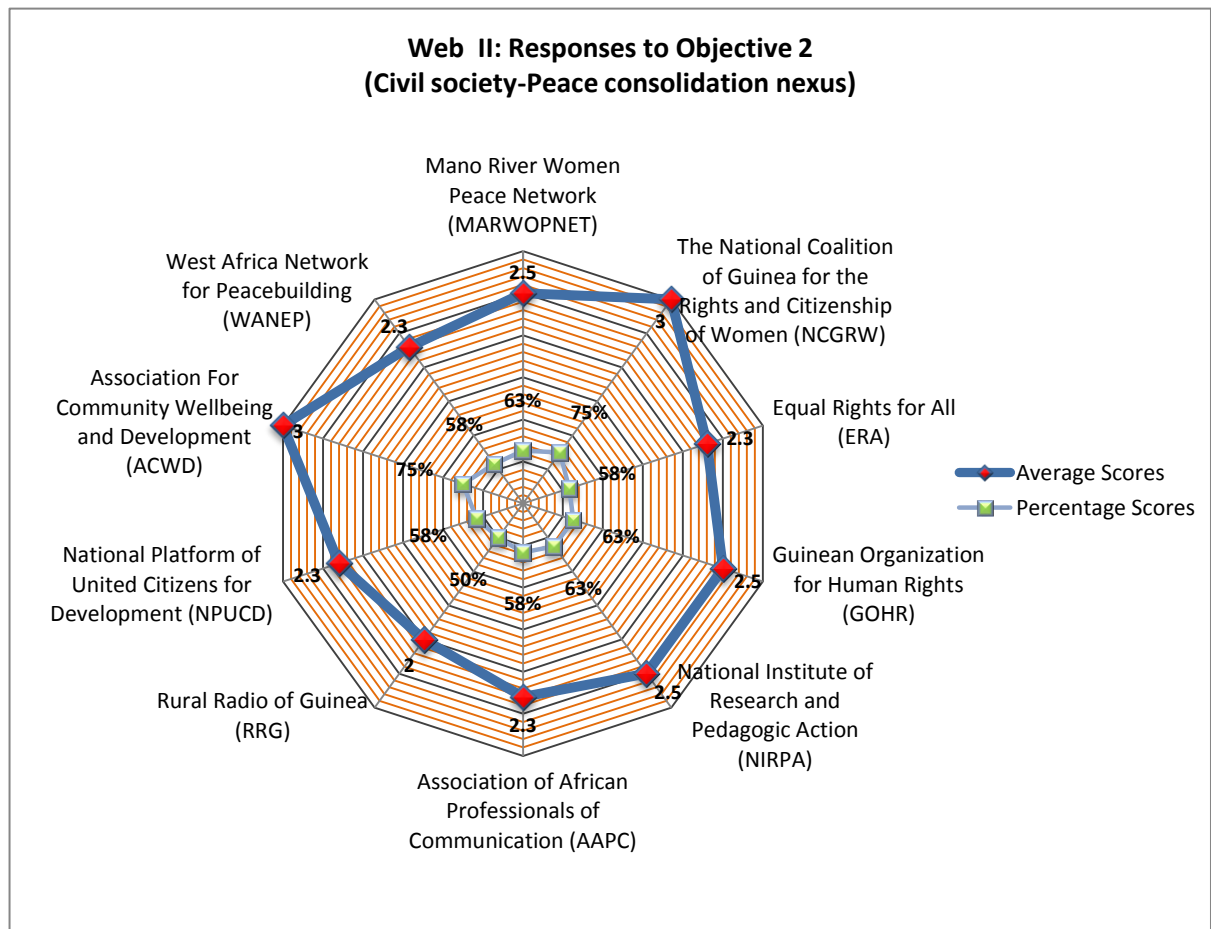 Web II: Responses to Objective 2
(Civil society-Peace consolidation nexus)
Mano River Women
Peace Network
(MARWOPNET)
2.5
63%
The National Coalition
of Guinea for the
Rights and Citizenship
of Women (NCGRW)
3
75%
Equal Rights for All
(ERA)
2.3
58%
Guinean Organization
for Human Rights
(GOHR)
2.5
63%
National Institute of
Research and
Pedagogic Action
(NIRPA)
2.5
63%
Association of African
Professionals of
Communication (AAPC)
2.3
58%
Rural Radio of Guinea
(RRG)
2
50%
National Platform of
United Citizens for
Development (NPUCD)
2.3
58%
Association For
Community Wellbeing
and Development
(ACWD)
3
75%
West Africa Network
for Peacebuilding
(WANEP)
2.3
58%
Average Scores
Percentage Scores